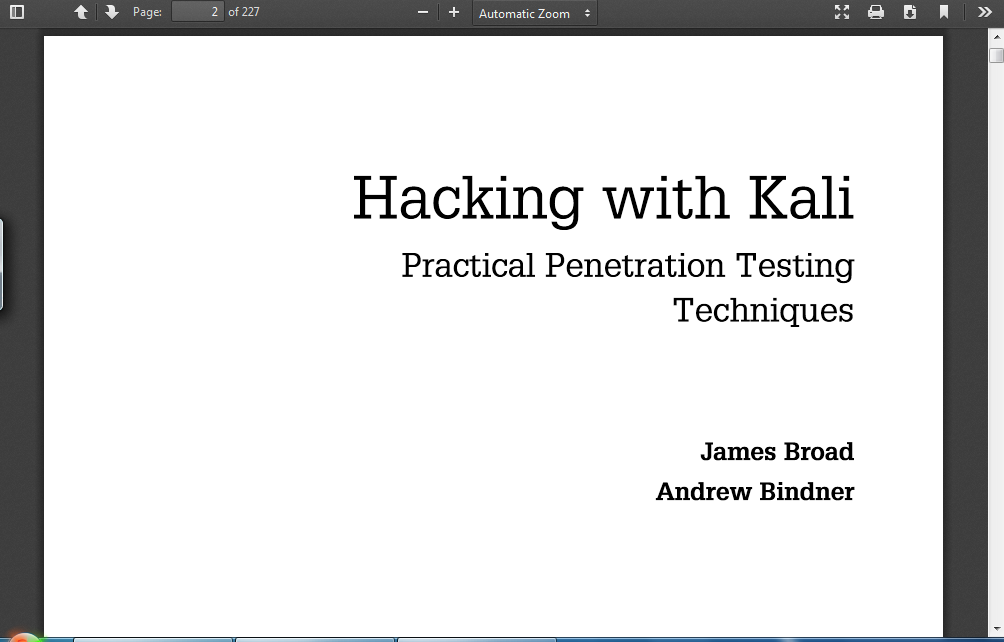 Page: 2 of 227 Automatic Zoom
Hacking with Kali
Practical Penetration Testing
Techniques
James Broad
Andrew Bindner